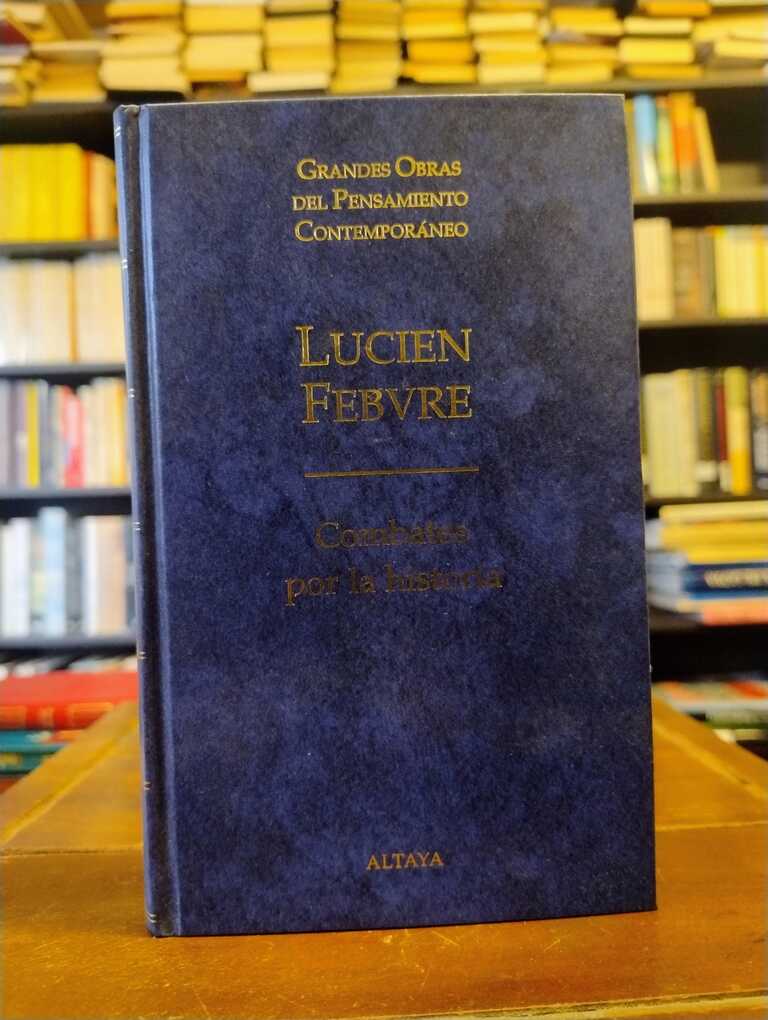 GRANDES OBRAS
DEL PENSAMIENTO
CONTEMPORÁNEO
LUCIEN
FEBVRE
Combates
por la historia
ALTAYA